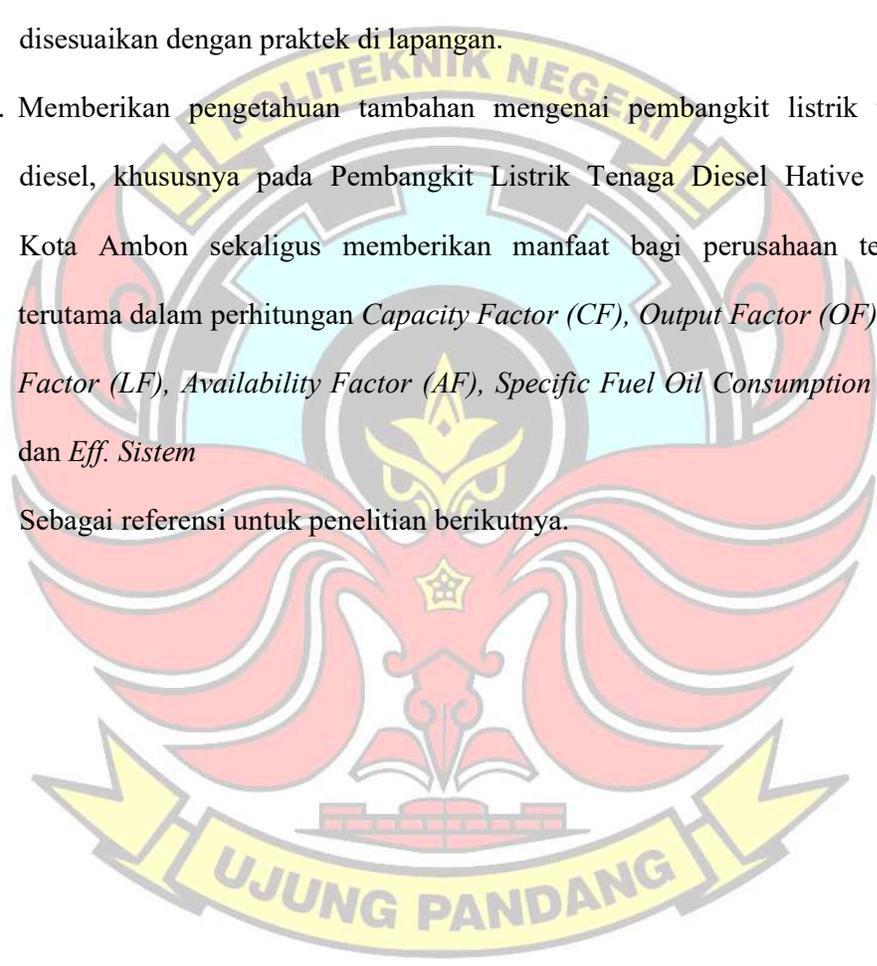 disesuaikan dengan praktek di lapangan.
POLITEKNIK NEGERI
. Memberikan pengetahuan tambahan mengenai pembangkit listrik
diesel, khususnya pada Pembangkit Listrik Tenaga Diesel Hative
Kota Ambon sekaligus memberikan manfaat bagi perusahaan te
terutama dalam perhitungan Capacity Factor (CF), Output Factor (OF)
Factor (LF), Availability Factor (AF), Specific Fuel Oil Consumption
dan Eff. Sistem
Sebagai referensi untuk penelitian berikutnya.
UJUNG PANDANG